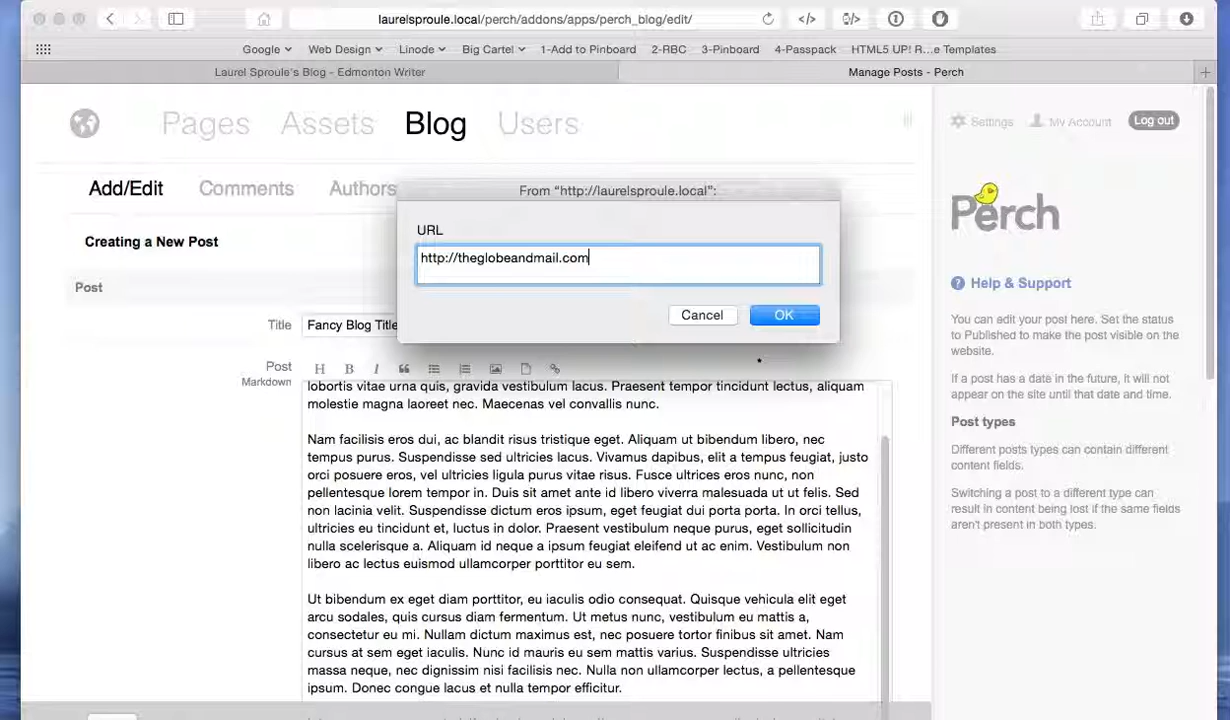 laurelsproule.local/perch/addons/apps/perch_blog/edit/
Google Web Design Linode Big Cartel 1-Add to Pinboard 2-RBC 3-Pinboard 4-Passpack HTML5 UP! R...e Templates
Laurel Sproule's Blog - Edmonton Writer
Manage Posts - Perch
Pages Assets Blog Users
Settings My Account Log out
Add/Edit Comments Authors
From "http://laurelsproule.local":
URL
http://theglobeandmail.com
Cancel OK
Perch
Creating a New Post
Post
Title Fancy Blog Title
Post
Markdown
H B I
lobortis vitae urna quis, gravida vestibulum lacus. Praesent tempor tincidunt lectus, aliquam
molestie magna laoreet nec. Maecenas vel convallis nunc.
Nam facilisis eros dui, ac blandit risus tristique eget. Aliquam ut bibendum libero, nec
tempus purus. Suspendisse sed ultricies lacus. Vivamus dapibus, elit a tempus feugiat, justo
orci posuere eros, vel ultricies ligula purus vitae risus. Fusce ultrices eros nunc, non
pellentesque lorem tempor in. Duis sit amet ante id libero viverra malesuada ut ut felis. Sed
non lacinia velit. Suspendisse dictum eros ipsum, eget feugiat dui porta porta. In orci tellus,
ultricies eu tincidunt et, luctus in dolor. Praesent vestibulum neque purus, eget sollicitudin
nulla scelerisque a. Aliquam id neque a ipsum feugiat eleifend ut ac enim. Vestibulum non
libero ac lectus euismod ullamcorper porttitor eu sem.
Ut bibendum ex eget diam porttitor, eu iaculis odio consequat. Quisque vehicula elit eget
arcu sodales, quis cursus diam fermentum. Ut metus nunc, vestibulum eu mattis a,
consectetur eu mi. Nullam dictum maximus est, nec posuere tortor finibus sit amet. Nam
cursus at sem eget iaculis. Nunc id mauris eu sem mattis varius. Suspendisse ultricies
massa neque, nec dignissim nisi facilisis nec. Nulla non ullamcorper lectus, a pellentesque
ipsum. Donec congue lacus et nulla tempor efficitur.
Help & Support
You can edit your post here. Set the status
to Published to make the post visible on the
website.
If a post has a date in the future, it will not
appear on the site until that date and time.
Post types
Different posts types can contain different
content fields.
Switching a post to a different type can
result in content being lost if the same fields
aren't present in both types.